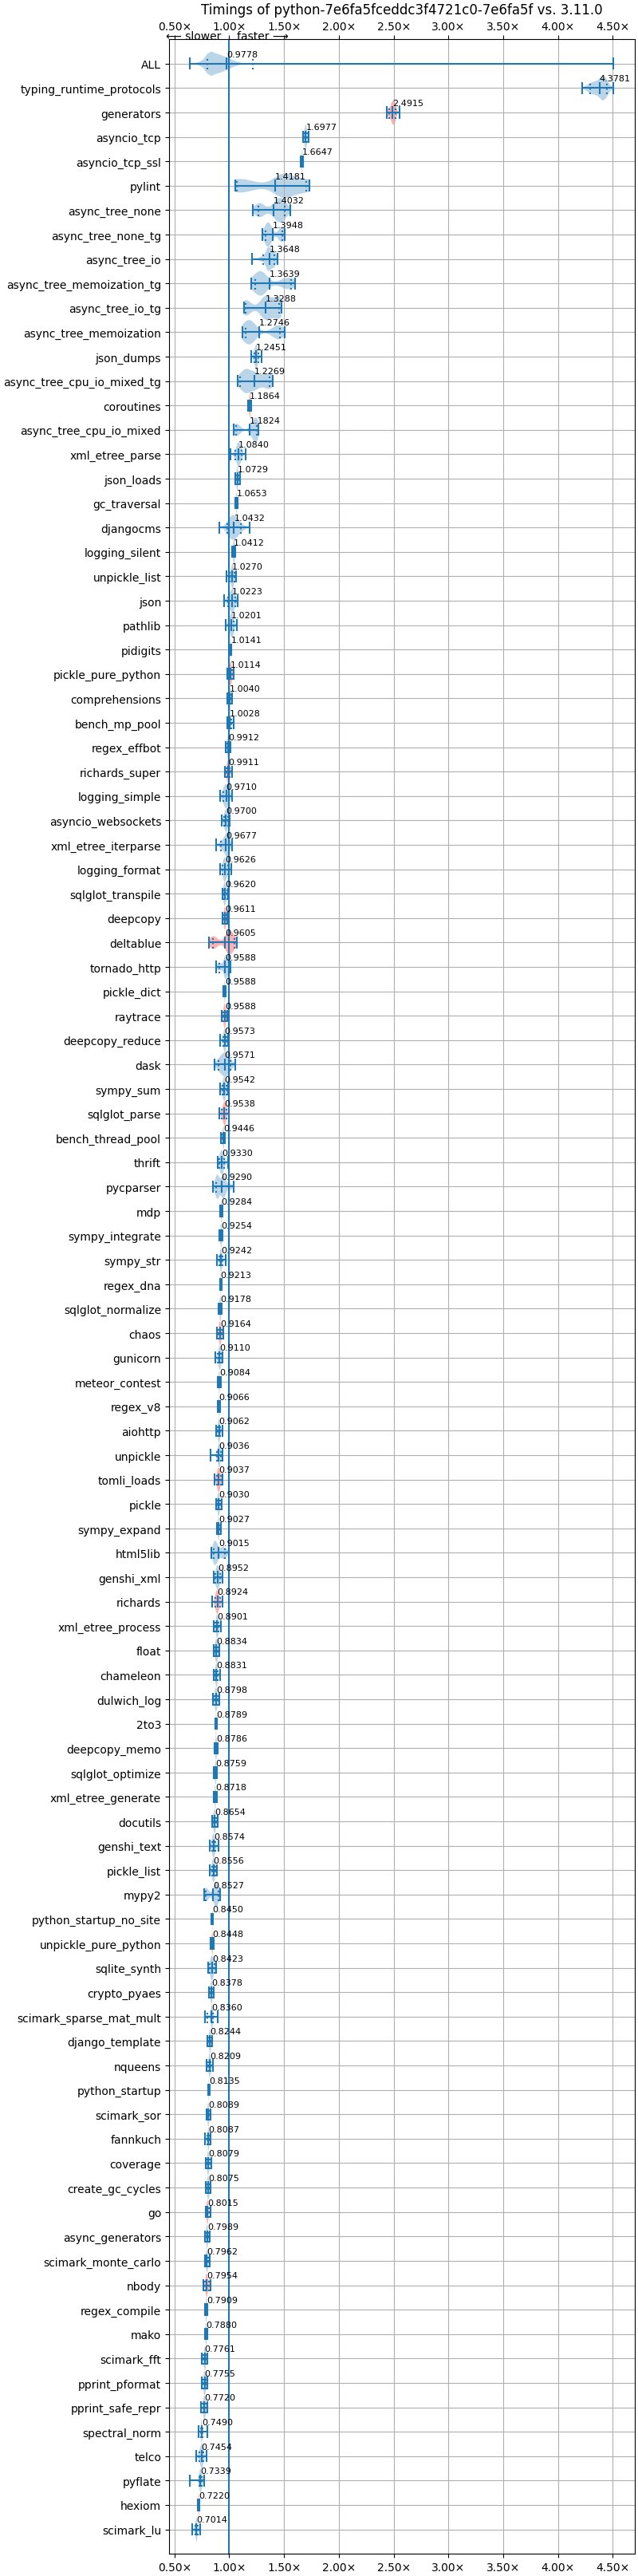 Timings of python-7e6fa5fceddc3f4721c0-7e6fa5f vs. 3.11.0
0.50× 1.00× 1.50× 2.00× 2.50× 3.00× 3.50× 4.00× 4.50×
← slower faster →
ALL 0.9778
typing_runtime_protocols 4.3781
generators 2.4915
asyncio_tcp 1.6977
asyncio_tcp_ssl 1.6647
pylint 1.4181
async_tree_none 1.4032
async_tree_none_tg 1.3948
async_tree_io 1.3648
async_tree_memoization_tg 1.3639
async_tree_io_tg 1.3288
async_tree_memoization 1.2746
json_dumps 1.2451
async_tree_cpu_io_mixed_tg 1.2269
coroutines 1.1864
async_tree_cpu_io_mixed 1.1824
xml_etree_parse 1.0840
json_loads 1.0729
gc_traversal 1.0653
djangocms 1.0432
logging_silent 1.0412
unpickle_list 1.0270
json 1.0223
pathlib 1.0201
pidigits 1.0141
pickle_pure_python 1.0114
comprehensions 1.0040
bench_mp_pool 1.0028
regex_effbot 0.9912
richards_super 0.9911
logging_simple 0.9710
asyncio_websockets 0.9700
xml_etree_iterparse 0.9677
logging_format 0.9626
sqlglot_transpile 0.9620
deepcopy 0.9611
deltablue 0.9605
tornado_http 0.9588
pickle_dict 0.9588
raytrace 0.9588
deepcopy_reduce 0.9573
dask 0.9571
sympy_sum 0.9542
sqlglot_parse 0.9538
bench_thread_pool 0.9446
thrift 0.9330
pycparser 0.9290
mdp 0.9284
sympy_integrate 0.9254
sympy_str 0.9242
regex_dna 0.9213
sqlglot_normalize 0.9178
chaos 0.9164
gunicorn 0.9110
meteor_contest 0.9084
regex_v8 0.9066
aiohttp 0.9062
unpickle 0.9036
tomli_loads 0.9037
pickle 0.9030
sympy_expand 0.9027
html5lib 0.9015
genshi_xml 0.8952
richards 0.8924
xml_etree_process 0.8901
float 0.8834
chameleon 0.8831
dulwich_log 0.8798
2to3 0.8789
deepcopy_memo 0.8786
sqlglot_optimize 0.8759
xml_etree_generate 0.8718
docutils 0.8654
genshi_text 0.8574
pickle_list 0.8556
mypy2 0.8527
python_startup_no_site 0.8450
unpickle_pure_python 0.8448
sqlite_synth 0.8423
crypto_pyaes 0.8378
scimark_sparse_mat_mult 0.8360
django_template 0.8244
nqueens 0.8209
python_startup 0.8135
scimark_sor 0.8089
fannkuch 0.8087
coverage 0.8079
create_gc_cycles 0.8075
go 0.8015
async_generators 0.7989
scimark_monte_carlo 0.7962
nbody 0.7954
regex_compile 0.7909
mako 0.7880
scimark_fft 0.7761
pprint_pformat 0.7755
pprint_safe_repr 0.7720
spectral_norm 0.7490
telco 0.7454
pyflate 0.7339
hexiom 0.7220
scimark_lu 0.7014
0.50× 1.00× 1.50× 2.00× 2.50× 3.00× 3.50× 4.00× 4.50×